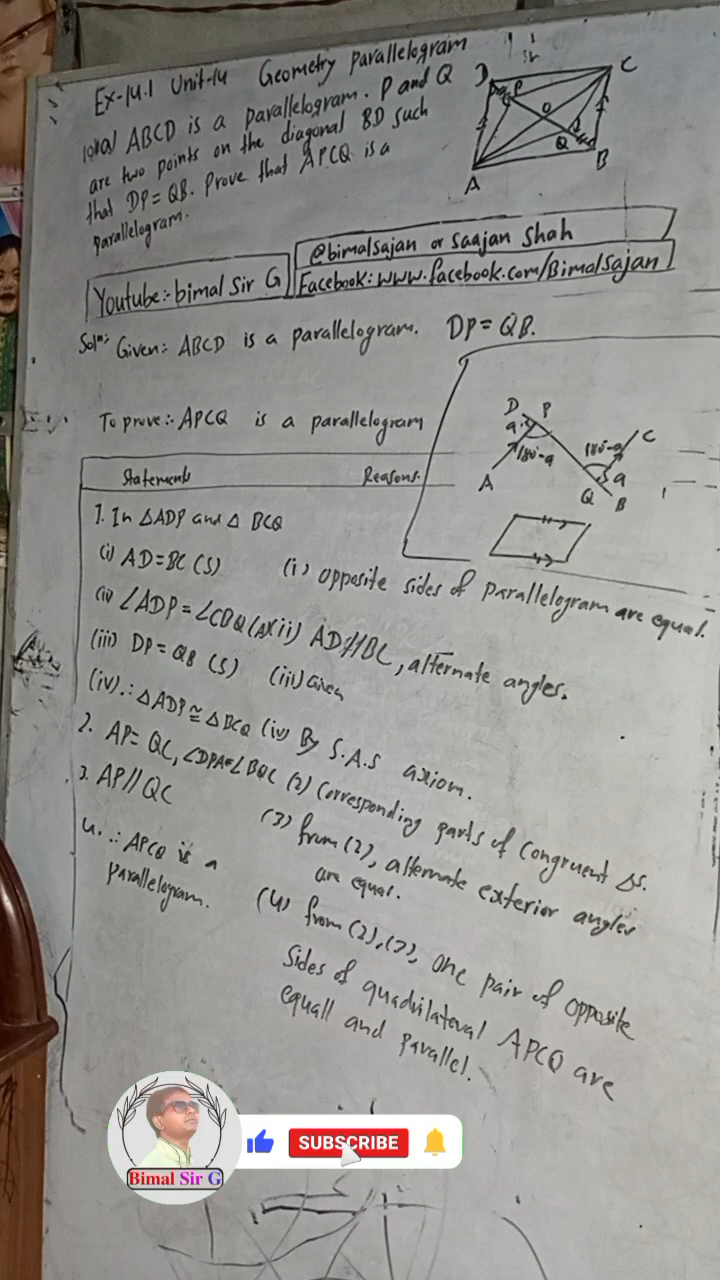 Ex-14.1 Unit-14 Geometry parallelogram
ABCD is a parallelogram. P and Q
are two points on the diagonal BD such
that DP = QB. Prove that APCQ is a
parallelogram.
D P C
O
Q B
A
@bimalsajan or Saajan Shah
Youtube:- bimal Sir G
Facebook: www.facebook.com/BimalSajan
Solⁿ: Given: ABCD is a parallelogram. DP = QB.
To prove:- APCQ is a parallelogram
D P
a
180°-a
A
180°-a
C
a
Q B
Statements Reasons.
1. In ΔADP and Δ BCQ
(i) AD = BC (S) (i) opposite sides of parallelogram are equal.
(ii) ∠ADP = ∠CBQ (A) (ii) AD//BC, alternate angles.
(iii) DP = QB (S) (iii) Given
(iv) ∴ ΔADP ≅ ΔBCQ (iv) By S.A.S axiom.
2. AP = QC, ∠DPA = ∠BQC (2) Corresponding parts of congruent Δs.
3. AP // QC (3) from (2), alternate exterior angles
are equal.
4. ∴ APCQ is a
parallelogram.
(4) from (2), (3), one pair of opposite
sides of quadrilateral APCQ are
equall and parallel.
SUBSCRIBE
Bimal Sir G